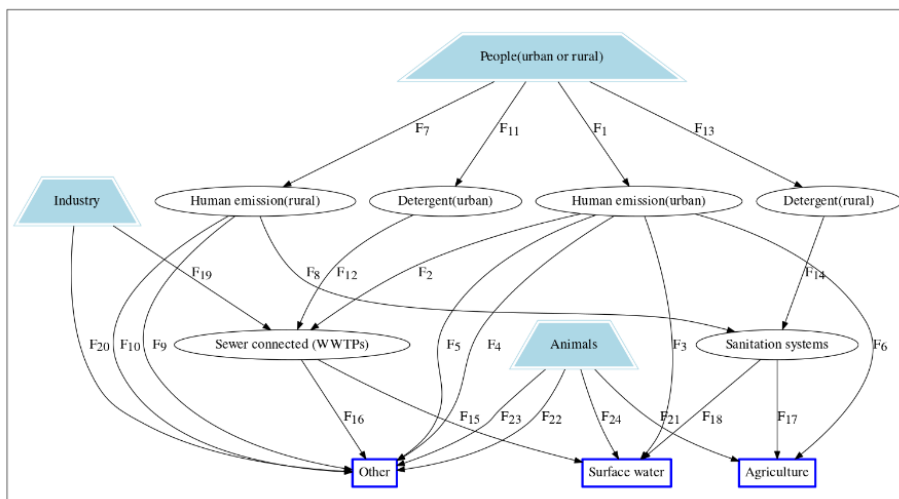 People(urban or rural)
F7
F11
F1
F13
Industry
Human emission(rural)
Detergent(urban)
Human emission(urban)
Detergent(rural)
F19
F8
F12
F2
F14
F20
F10
F9
Sewer connected (WWTPs)
F5
F4
Animals
F3
Sanitation systems
F6
F16
F15
F23
F22
F24
F21
F18
F17
Other
Surface water
Agriculture